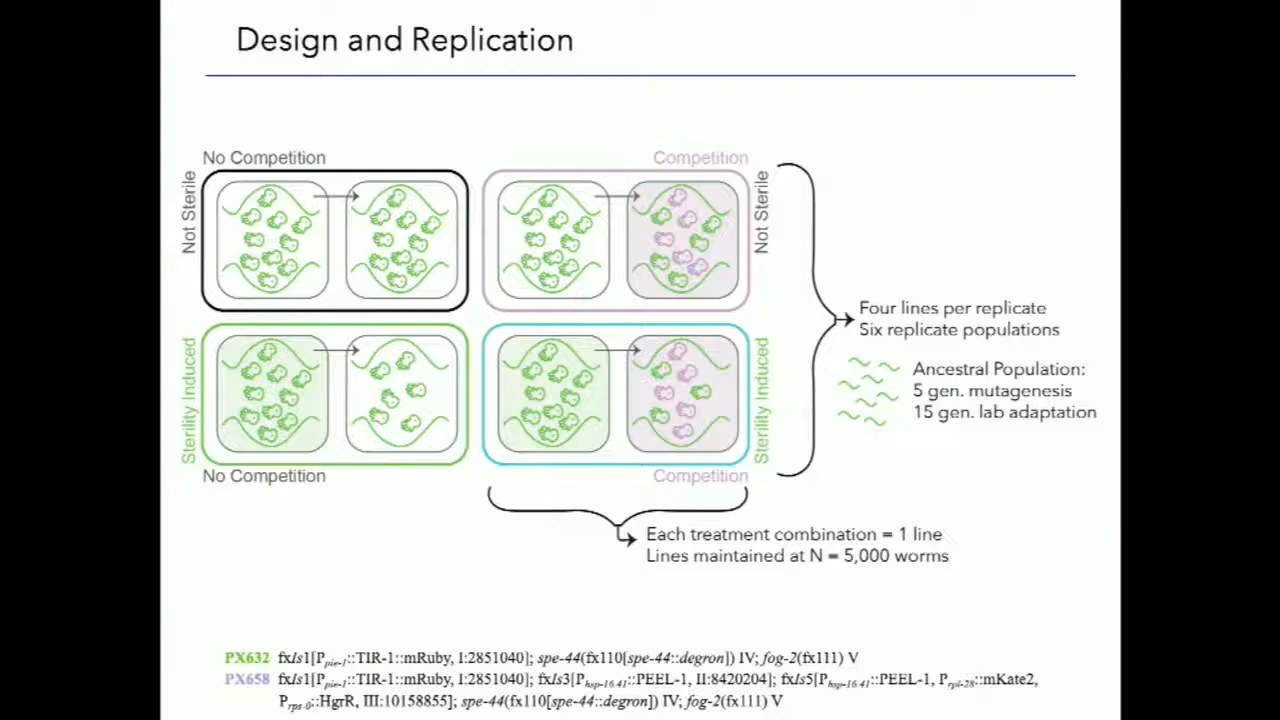 Design and Replication
No Competition
Competition
Not Sterile
Not Sterile
Sterility Induced
Sterility Induced
No Competition
Competition
Four lines per replicate
Six replicate populations
Ancestral Population:
5 gen. mutagenesis
15 gen. lab adaptation
Each treatment combination = 1 line
Lines maintained at N = 5,000 worms
PX632 fxIs1[Ppie-1::TIR-1::mRuby, I:2851040]; spe-44(fx110[spe-44::degron]) IV; fog-2(fx111) V
PX658 fxIs1[Ppie-1::TIR-1::mRuby, I:2851040]; fxIs3[Phsp-16.41::PEEL-1, II:8420204]; fxIs5[Phsp-16.41::PEEL-1, Prpl-28::mKate2,
Prps-0::HgrR, III:10158855]; spe-44(fx110[spe-44::degron]) IV; fog-2(fx111) V